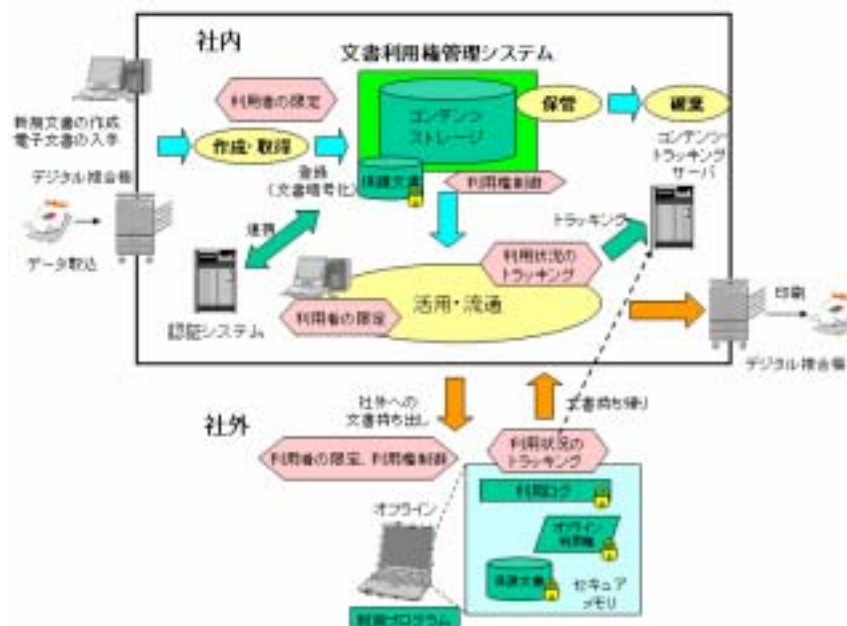 社内
文書利用権管理システム
利用者の限定
コンテンツ
ストレージ
保管
廃棄
新規文書の作成
電子文書の入手
作成・取得
登録
（文書暗号化）
保護文書
利用権制御
コンテンツ
トラッキング
サーバ
デジタル複合機
データ取込
連携
トラッキング
利用状況の
トラッキング
認証システム
利用者の限定
活用・流通
印刷
デジタル複合機
社外
社外への
文書持ち出し
文書持ち帰り
利用者の限定、利用権制御
利用状況の
トラッキング
利用ログ
オフライン
オフライン
利用権
保護文書
セキュア
メモリ
制御プログラム